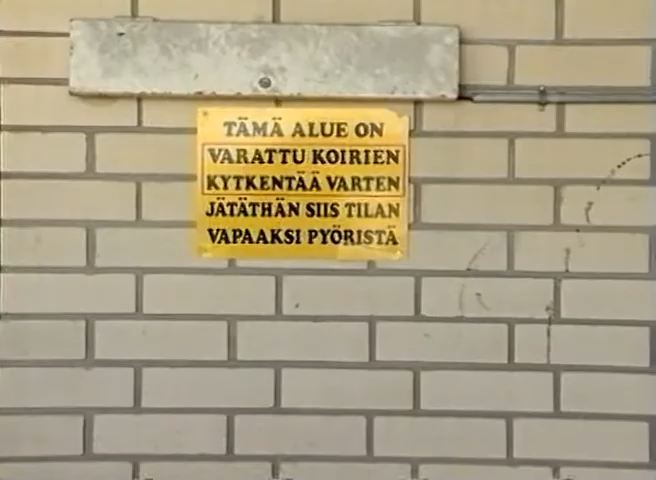 TÄMÄ ALUE ON
VARATTU KOIRIEN
KYTKENTÄÄ VARTEN
JÄTÄTHÄN SIIS TILAN
VAPAAKSI PYÖRISTÄ